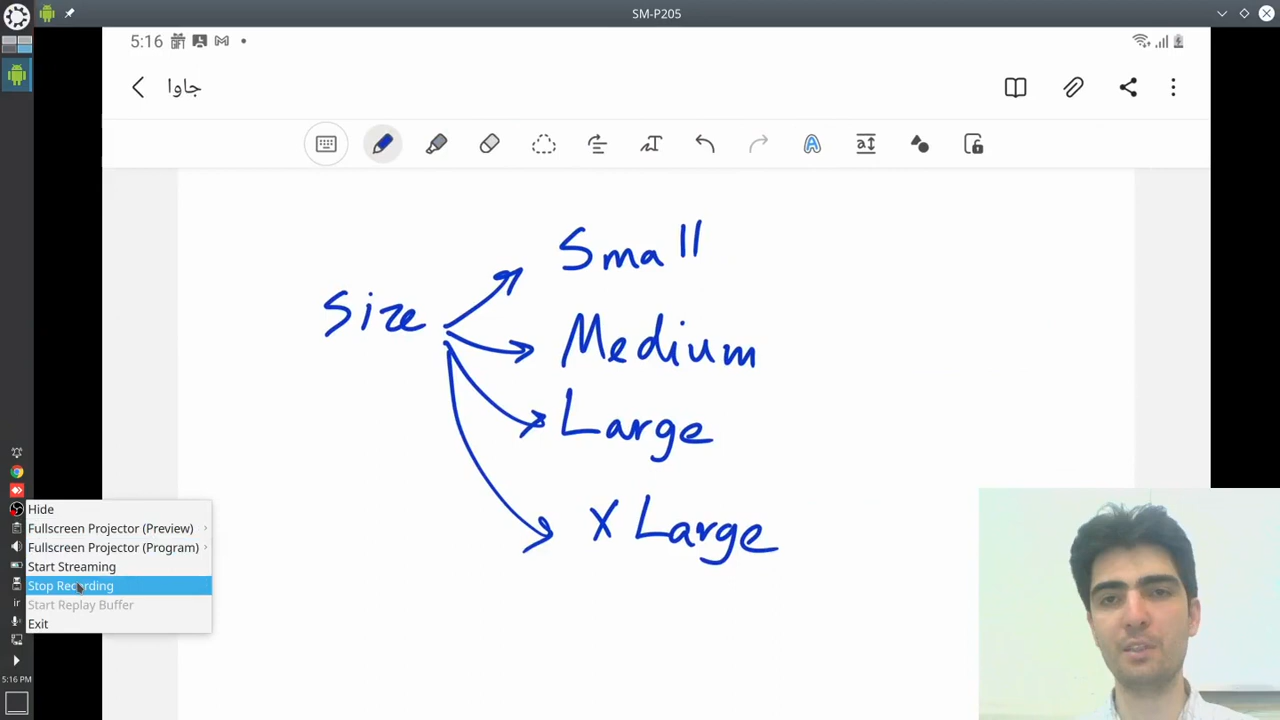 SM-P205
5:16
جاوا
Small
Size
Medium
Large
X Large
Hide
Fullscreen Projector (Preview)
Fullscreen Projector (Program)
Start Streaming
Stop Recording
Start Replay Buffer
Exit
ir
5:16 PM